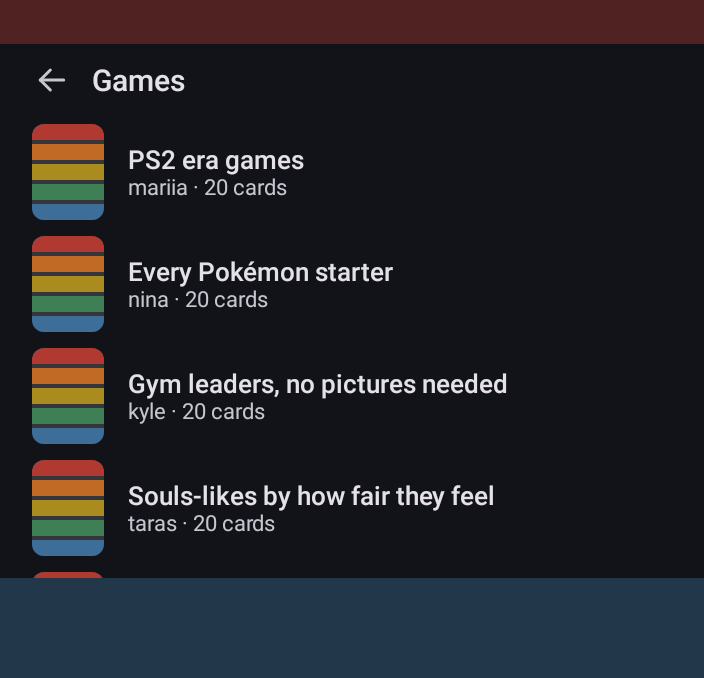 Games
PS2 era games
mariia · 20 cards
Every Pokémon starter
nina · 20 cards
Gym leaders, no pictures needed
kyle · 20 cards
Souls-likes by how fair they feel
taras · 20 cards